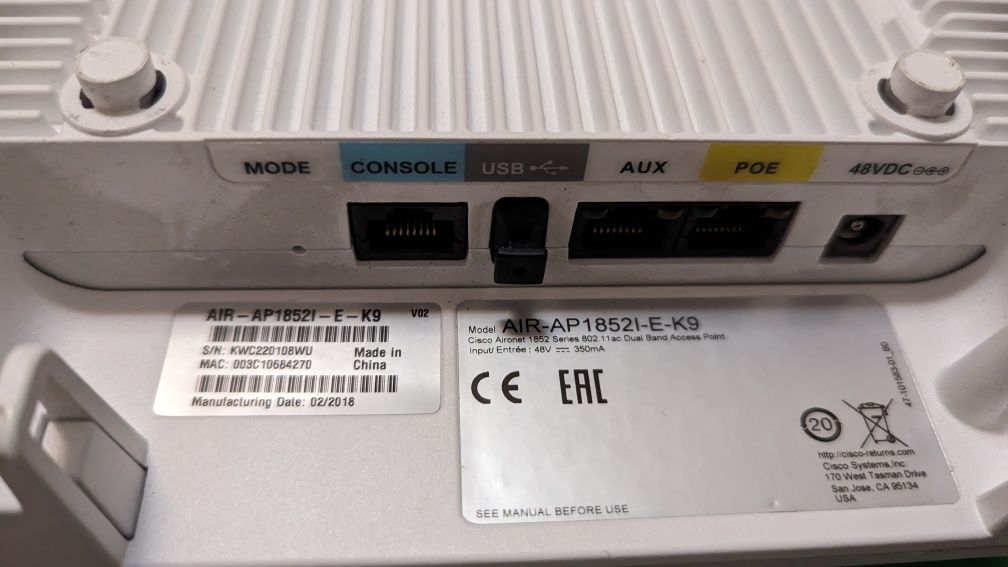 MODE CONSOLE USB AUX POE 48VDC
AIR-AP1852I-E-K9 V02
S/N: KWC220108WU Made in
MAC: 003C10684270 China
Manufacturing Date: 02/2018
Model AIR-AP1852I-E-K9
Cisco Aironet 1852 Series 802.11ac Dual Band Access Point
Input/ Entrée : 48V 350mA
CE EAC
47-101563-01_B0
20
http://cisco-returns.com
Cisco Systems,Inc
170 West Tasman Drive
San Jose, CA 95134
USA
SEE MANUAL BEFORE USE